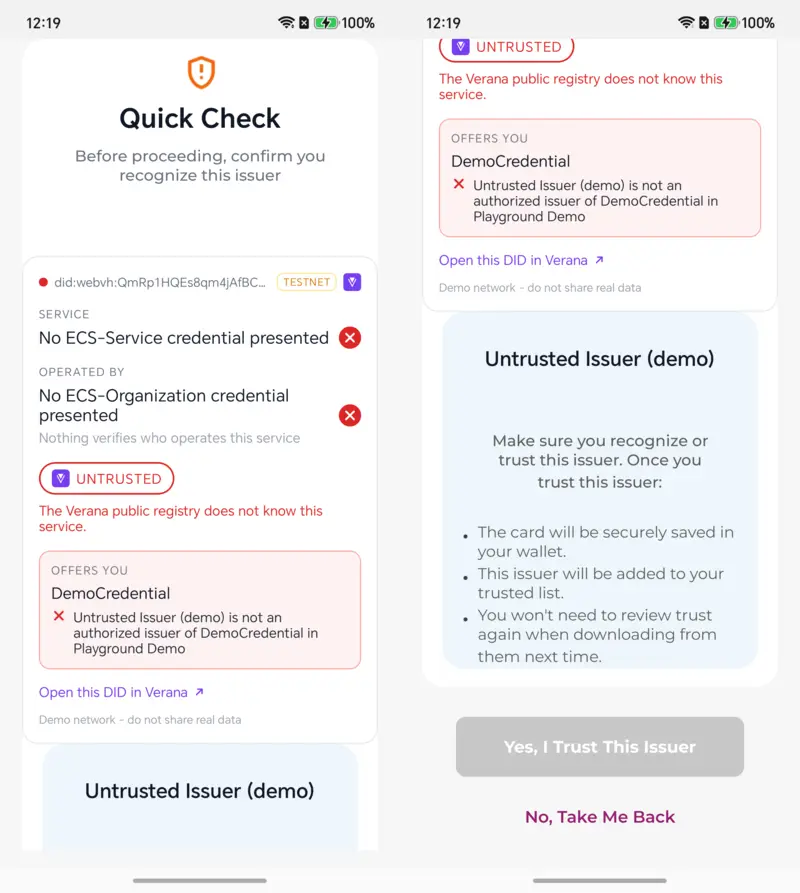 12:19
100%
Quick Check
Before proceeding, confirm you
recognize this issuer
did:webvh:QmRp1HQEs8qm4jAfBC...
TESTNET
SERVICE
No ECS-Service credential presented
OPERATED BY
No ECS-Organization credential
presented
Nothing verifies who operates this service
UNTRUSTED
The Verana public registry does not know this
service.
OFFERS YOU
DemoCredential
Untrusted Issuer (demo) is not an
authorized issuer of DemoCredential in
Playground Demo
Open this DID in Verana ↗
Demo network - do not share real data
Untrusted Issuer (demo)
12:19
100%
UNTRUSTED
The Verana public registry does not know this
service.
OFFERS YOU
DemoCredential
Untrusted Issuer (demo) is not an
authorized issuer of DemoCredential in
Playground Demo
Open this DID in Verana ↗
Demo network - do not share real data
Untrusted Issuer (demo)
Make sure you recognize or
trust this issuer. Once you
trust this issuer:
• The card will be securely saved in
your wallet.
• This issuer will be added to your
trusted list.
• You won't need to review trust
again when downloading from
them next time.
Yes, I Trust This Issuer
No, Take Me Back